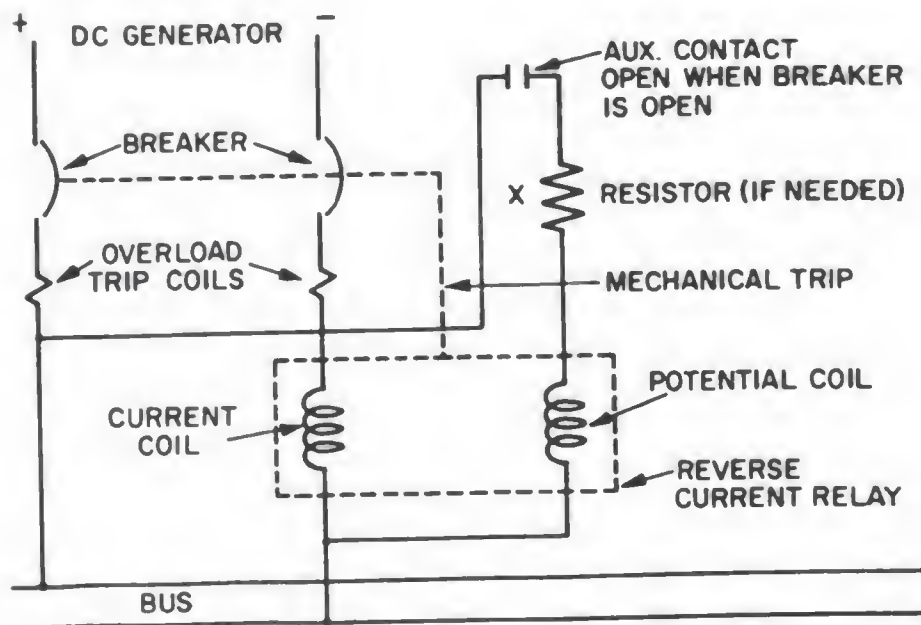 +
−
DC GENERATOR
AUX. CONTACT
OPEN WHEN BREAKER
IS OPEN
BREAKER
X
RESISTOR (IF NEEDED)
OVERLOAD
TRIP COILS
MECHANICAL TRIP
POTENTIAL COIL
CURRENT
COIL
REVERSE
CURRENT RELAY
BUS